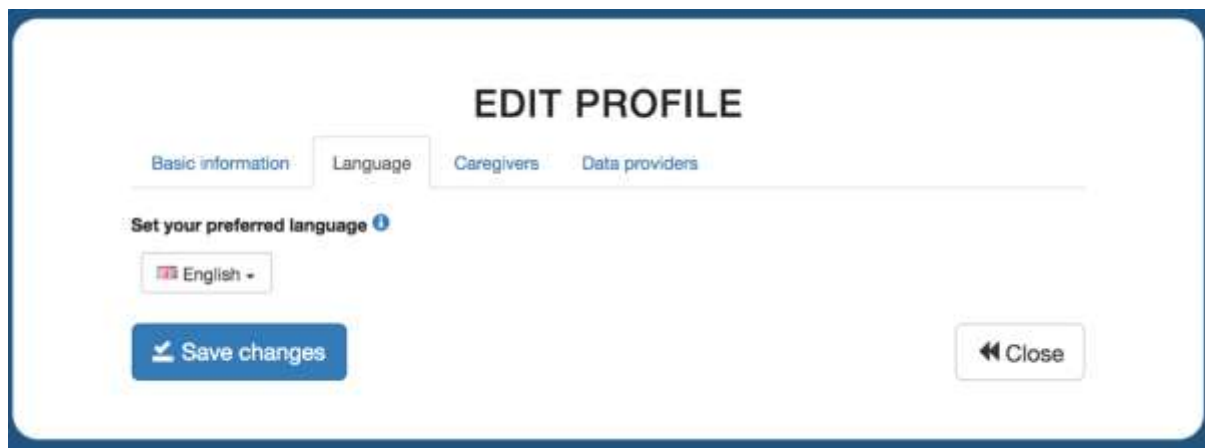 EDIT PROFILE
Basic information Language Caregivers Data providers
Set your preferred language
English
Save changes Close